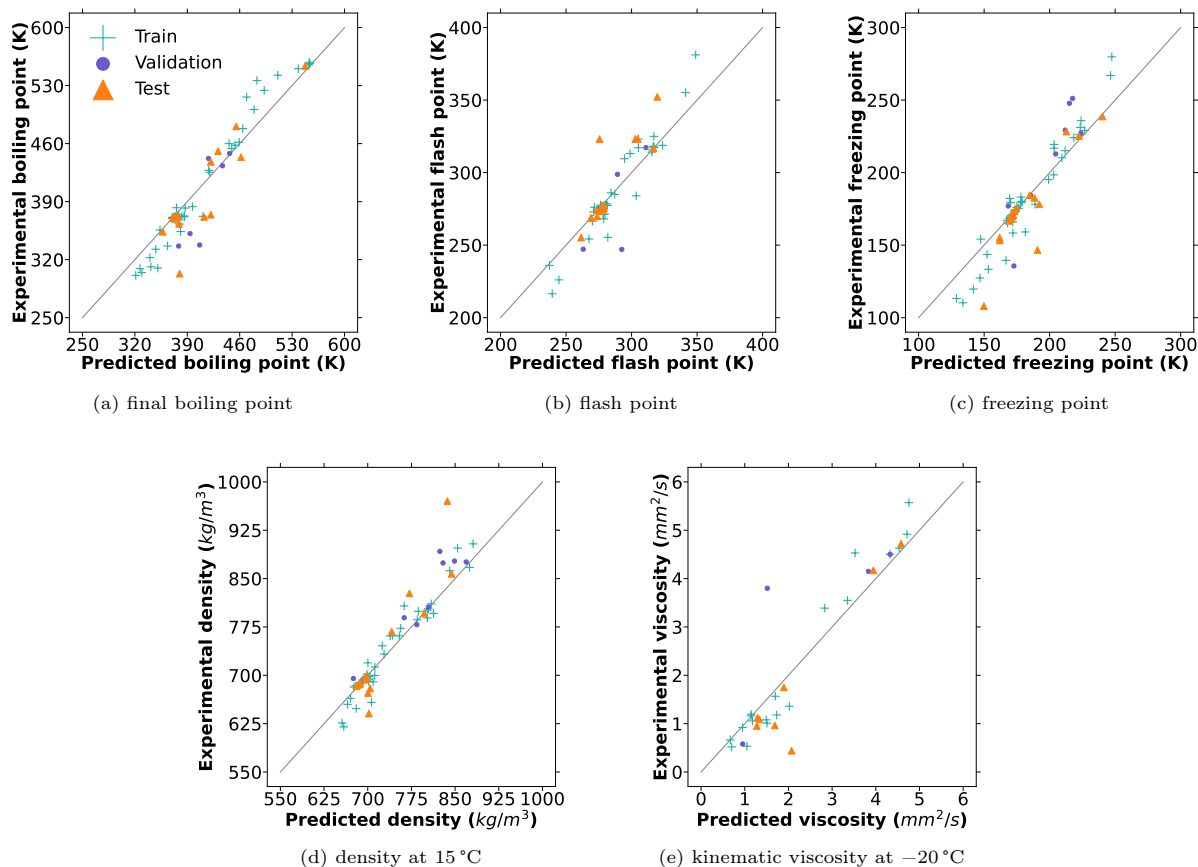 Experimental boiling point (K)
600
530
460
390
320
250
Train
Validation
Test
250 320 390 460 530 600
Predicted boiling point (K)
(a) final boiling point
Experimental flash point (K)
400
350
300
250
200
200 250 300 350 400
Predicted flash point (K)
(b) flash point
Experimental freezing point (K)
300
250
200
150
100
100 150 200 250 300
Predicted freezing point (K)
(c) freezing point
Experimental density (kg/m³)
1000
925
850
775
700
625
550
550 625 700 775 850 925 1000
Predicted density (kg/m³)
(d) density at 15 °C
Experimental viscosity (mm²/s)
6
5
4
3
2
1
0
0 1 2 3 4 5 6
Predicted viscosity (mm²/s)
(e) kinematic viscosity at −20 °C